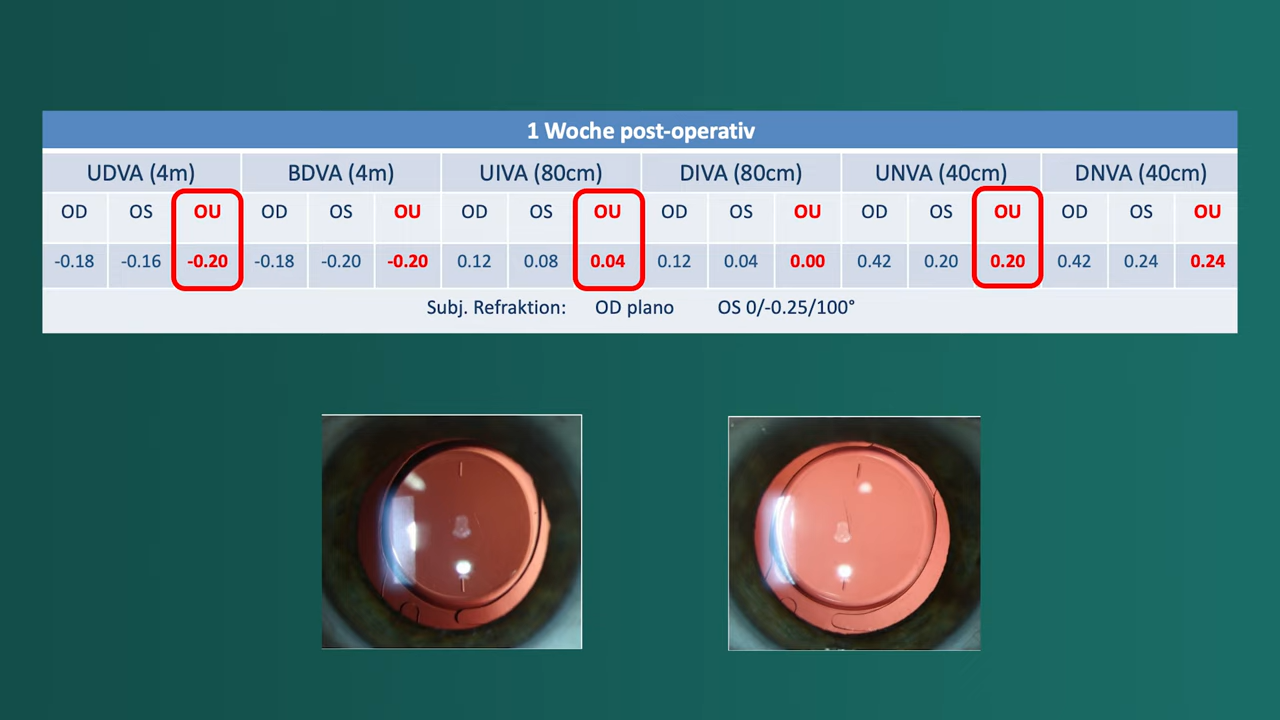 1 Woche post-operativ
UDVA (4m) BDVA (4m) UIVA (80cm) DIVA (80cm) UNVA (40cm) DNVA (40cm)
OD OS OU OD OS OU OD OS OU OD OS OU OD OS OU OD OS OU
-0.18 -0.16 -0.20 -0.18 -0.20 -0.20 0.12 0.08 0.04 0.12 0.04 0.00 0.42 0.20 0.20 0.42 0.24 0.24
Subj. Refraktion: OD plano OS 0/-0.25/100°